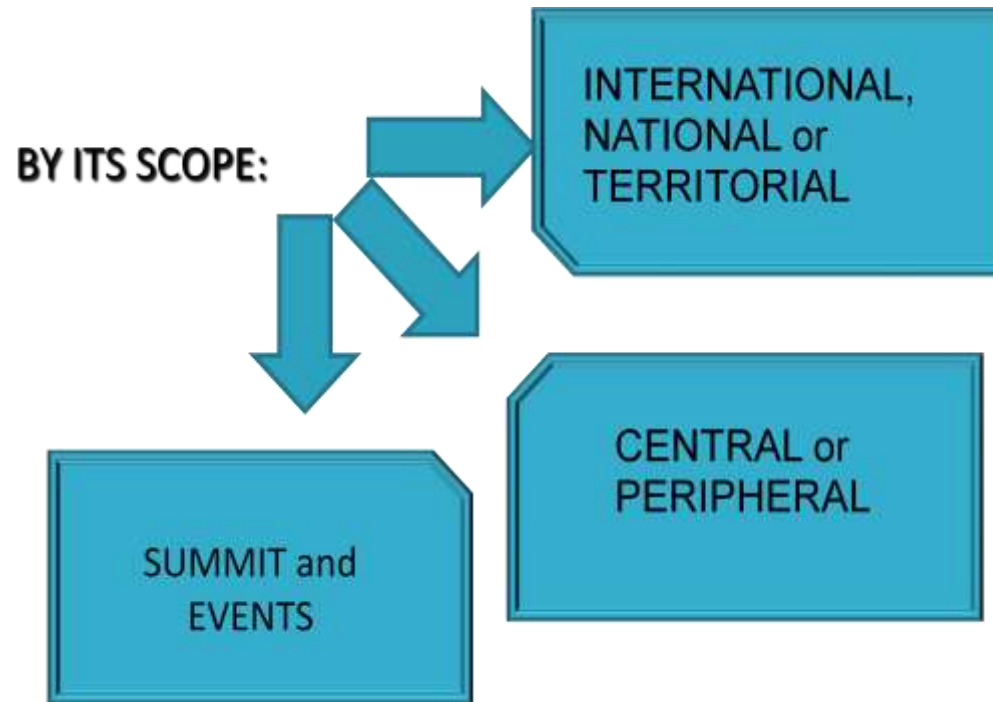 BY ITS SCOPE:
INTERNATIONAL,
NATIONAL or
TERRITORIAL
CENTRAL or
PERIPHERAL
SUMMIT and
EVENTS